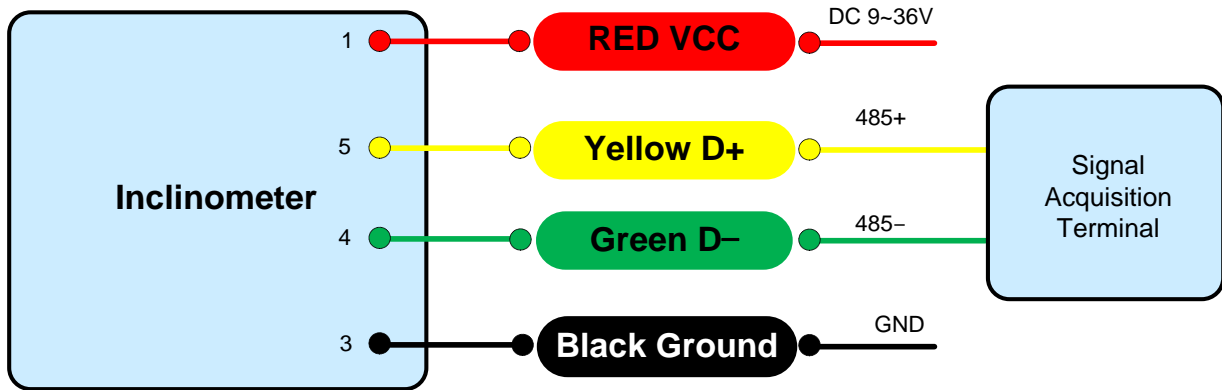 1 RED VCC DC 9~36V
5 Yellow D+ 485+
Inclinometer
4 Green D− 485−
3 Black Ground GND
Signal
Acquisition
Terminal